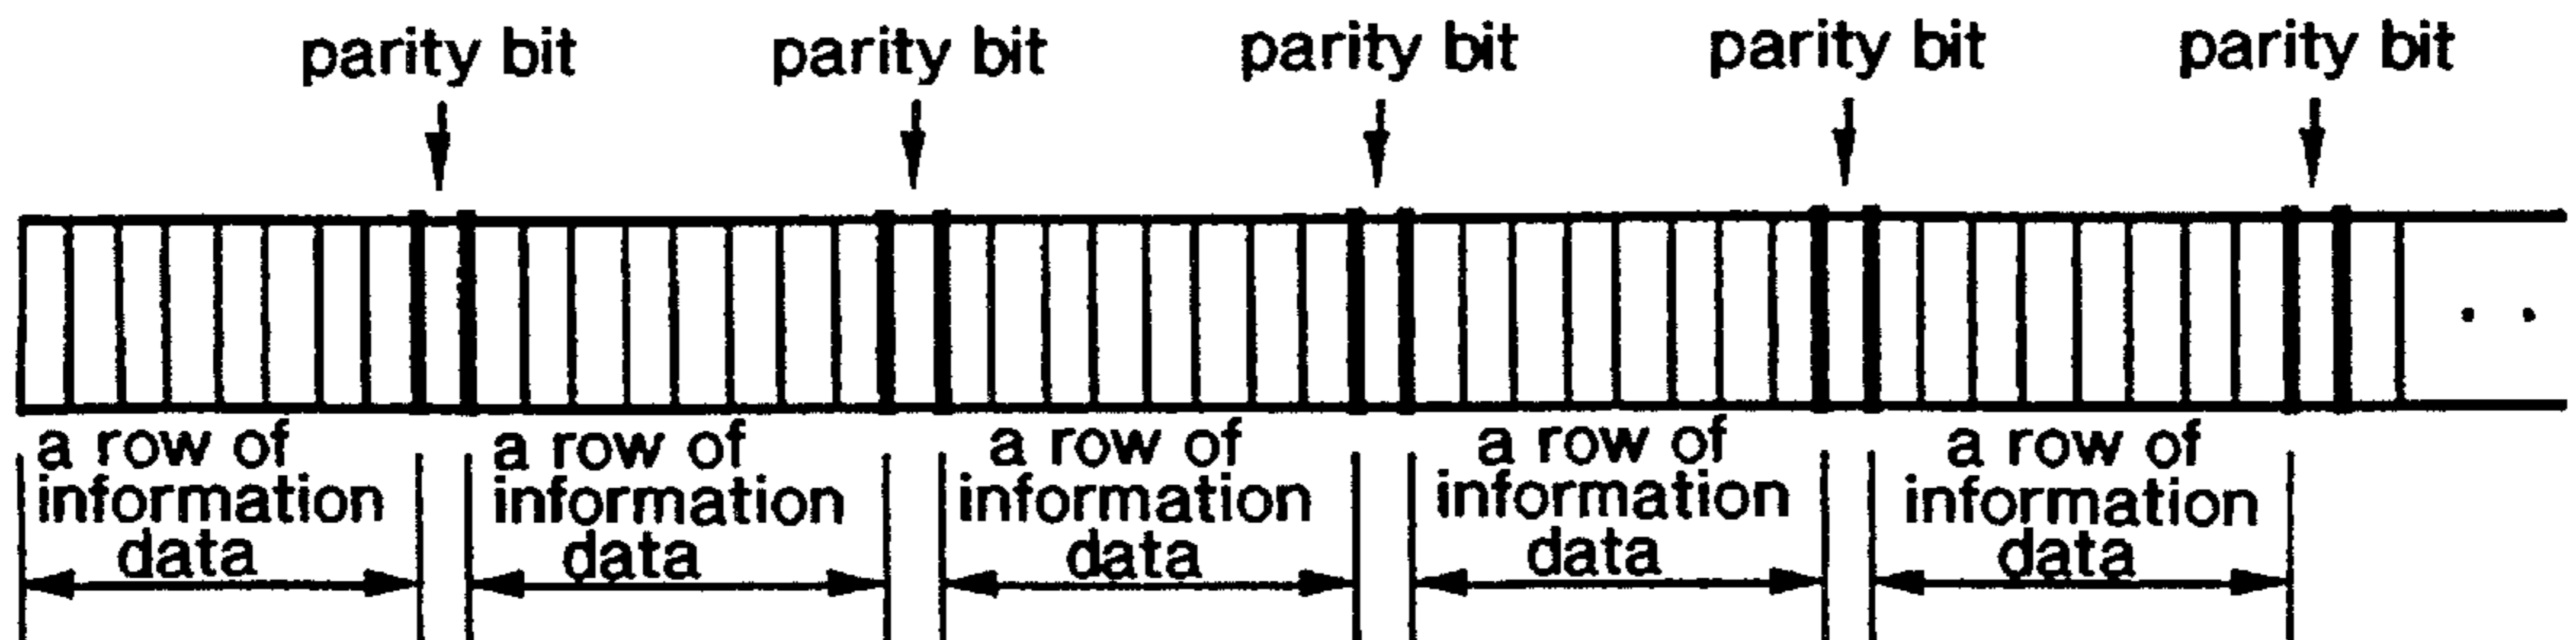 parity bit parity bit parity bit parity bit parity bit
a row of
information
data
a row of
information
data
a row of
information
data
a row of
information
data
a row of
information
data